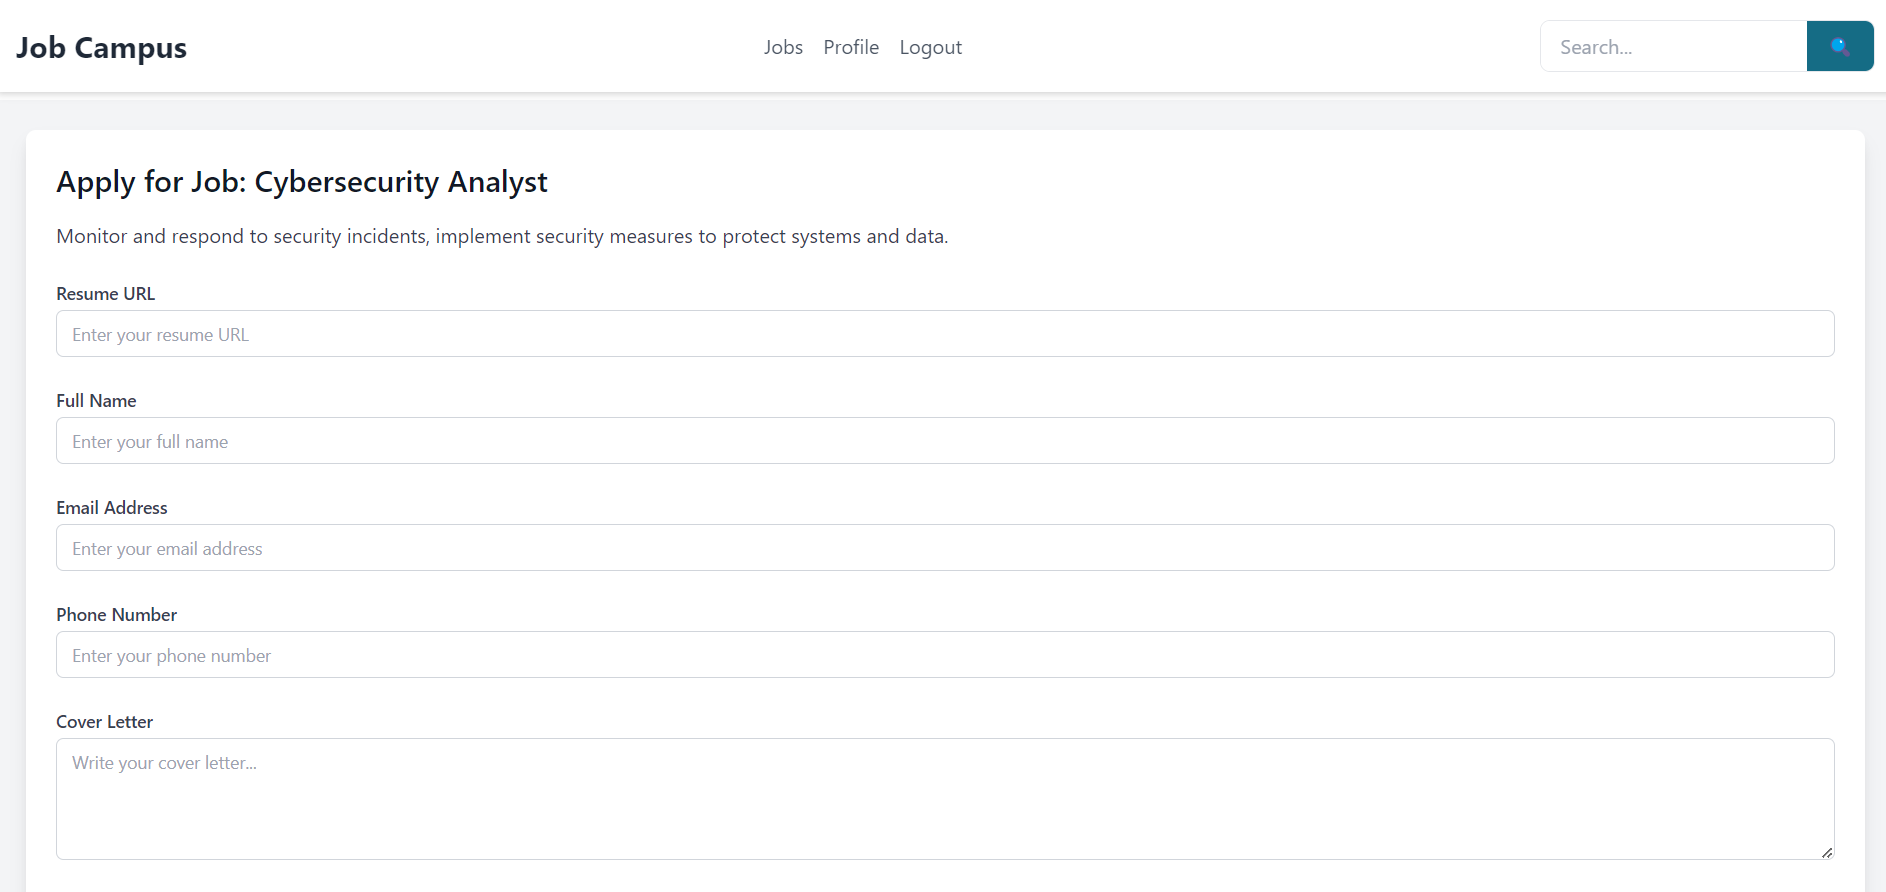 Job Campus
Jobs Profile Logout
Search...
Apply for Job: Cybersecurity Analyst
Monitor and respond to security incidents, implement security measures to protect systems and data.
Resume URL
Enter your resume URL
Full Name
Enter your full name
Email Address
Enter your email address
Phone Number
Enter your phone number
Cover Letter
Write your cover letter...